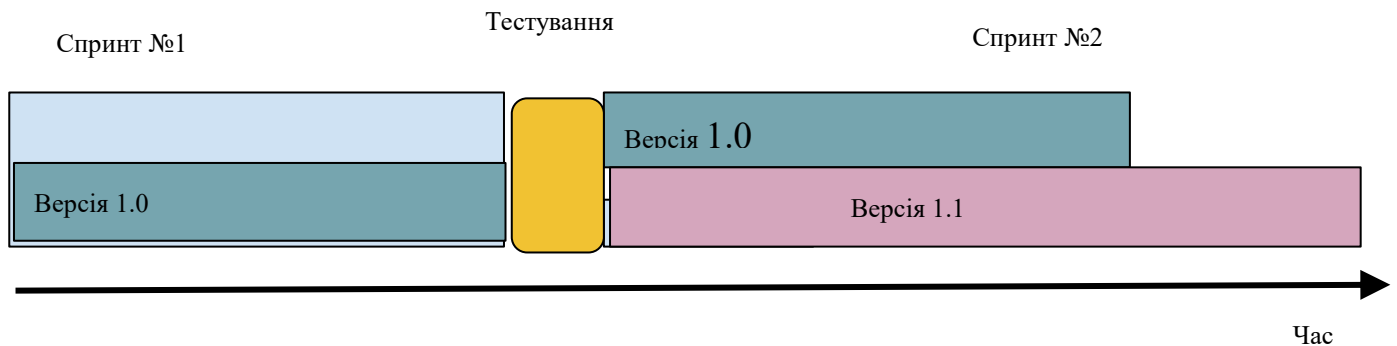 Тестування
Спринт №1
Спринт №2
Версія 1.0
Версія 1.0
Версія 1.1
Час